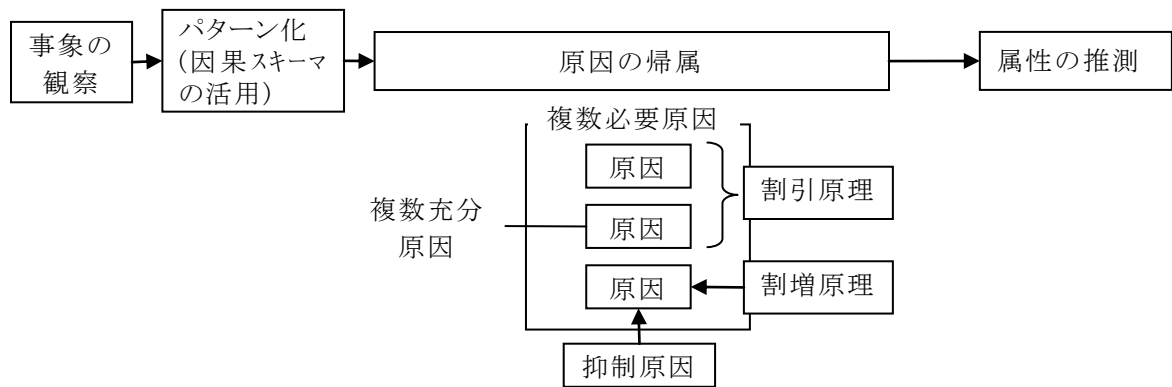 事象の
観察
パターン化
(因果スキーマ
の活用)
原因の帰属
属性の推測
複数必要原因
原因
割引原理
複数充分
原因
原因
原因
割増原理
抑制原因